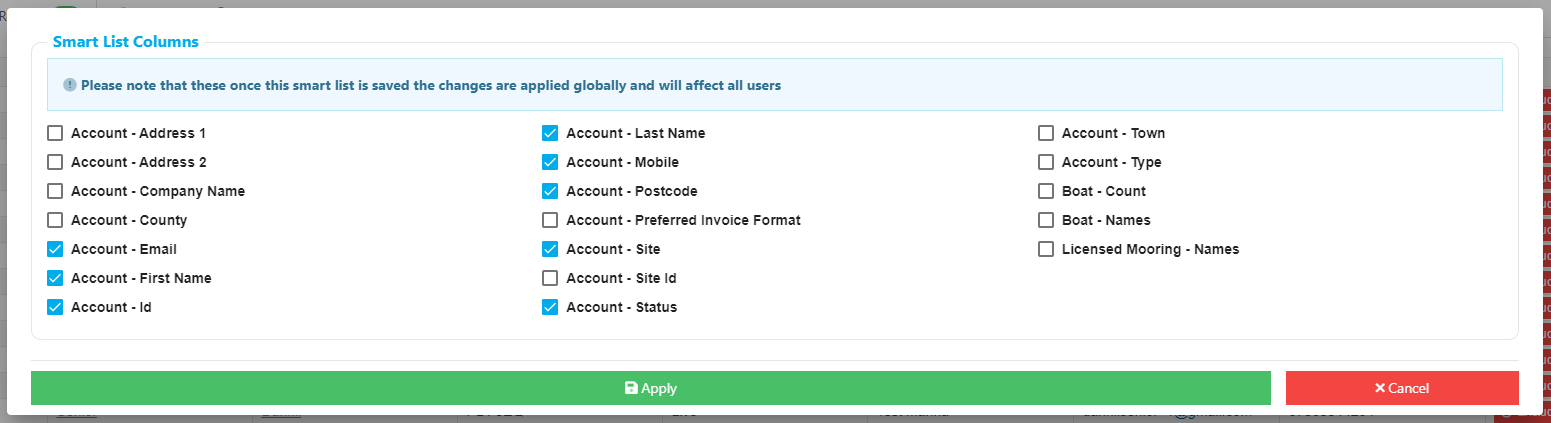 Smart List Columns
Please note that these once this smart list is saved the changes are applied globally and will affect all users
Account - Address 1
Account - Address 2
Account - Company Name
Account - County
Account - Email
Account - First Name
Account - Id
Account - Last Name
Account - Mobile
Account - Postcode
Account - Preferred Invoice Format
Account - Site
Account - Site Id
Account - Status
Account - Town
Account - Type
Boat - Count
Boat - Names
Licensed Mooring - Names
Apply
Cancel